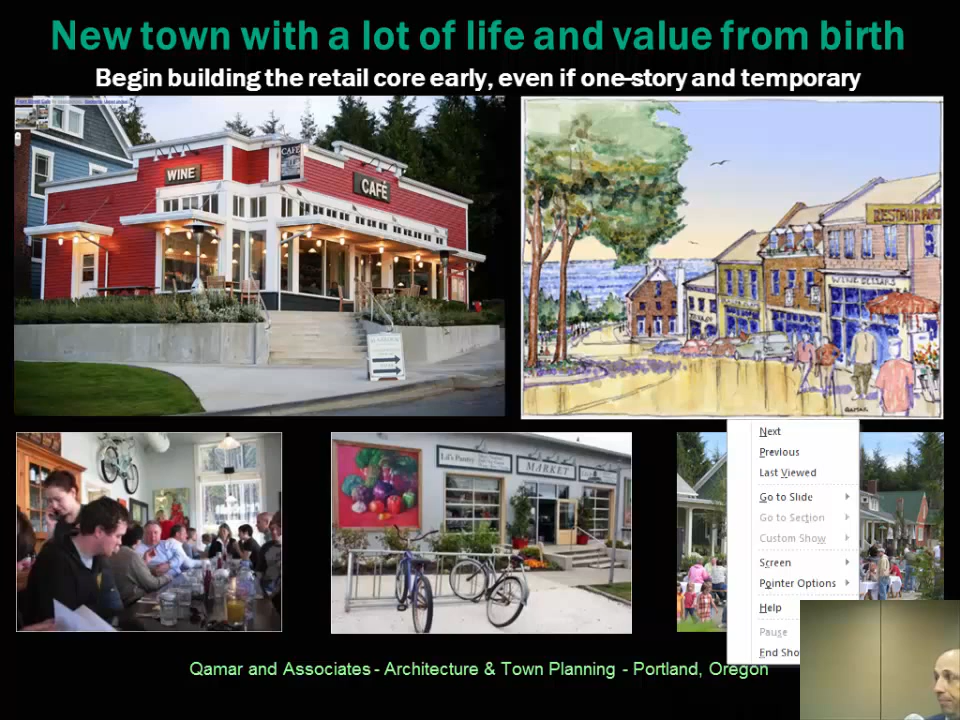 New town with a lot of life and value from birth
Begin building the retail core early, even if one-story and temporary
WINE
CAFE
CAFÉ
RESTAURANT
WINE CELLARS
Lil's Pantry
MARKET
QAMAR
Next
Previous
Last Viewed
Go to Slide
Go to Section
Custom Show
Screen
Pointer Options
Help
Pause
End Sho
Qamar and Associates - Architecture & Town Planning - Portland, Oregon